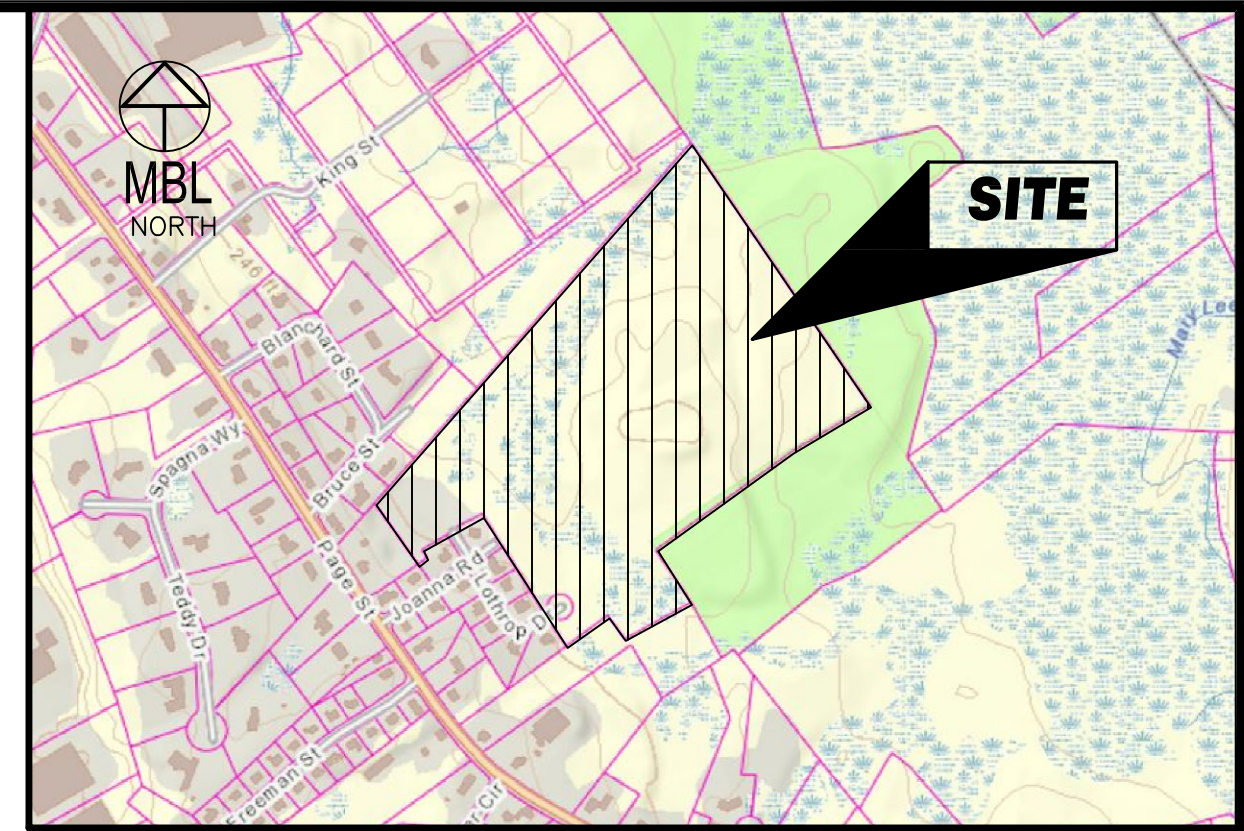 King St
MBL
NORTH
SITE
246 ft
Blanchard St
Spagna Wy
Bruce St
Page St
Joanna Rd
Lothrop D
Teddy Dr
Freeman St
er Cir